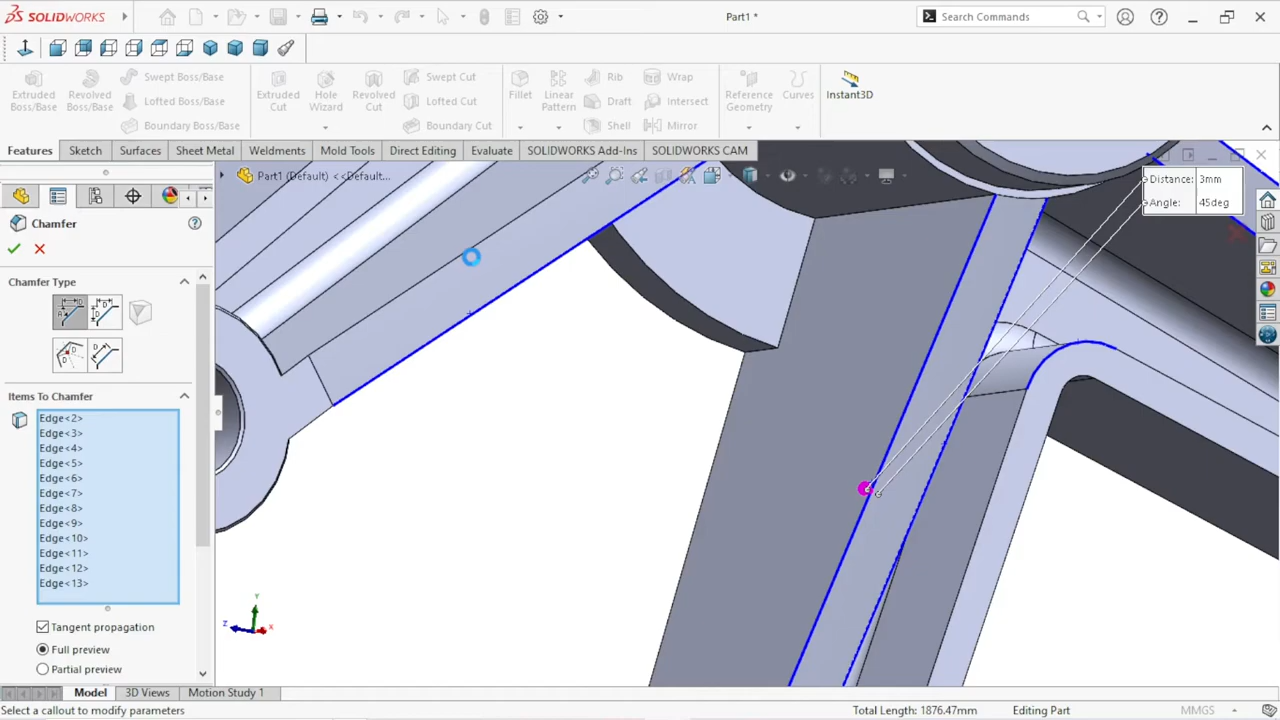 SOLIDWORKS
Part1 *
Search Commands
Extruded Boss/Base
Revolved Boss/Base
Swept Boss/Base
Lofted Boss/Base
Boundary Boss/Base
Extruded Cut
Hole Wizard
Revolved Cut
Swept Cut
Lofted Cut
Boundary Cut
Fillet
Linear Pattern
Rib
Draft
Shell
Wrap
Intersect
Mirror
Reference Geometry
Curves
Instant3D
Features
Sketch
Surfaces
Sheet Metal
Weldments
Mold Tools
Direct Editing
Evaluate
SOLIDWORKS Add-Ins
SOLIDWORKS CAM
Part1 (Default) <<Default...
Distance: 3mm
Angle: 45deg
Chamfer
Chamfer Type
Items To Chamfer
Edge<2>
Edge<3>
Edge<4>
Edge<5>
Edge<6>
Edge<7>
Edge<8>
Edge<9>
Edge<10>
Edge<11>
Edge<12>
Edge<13>
Tangent propagation
Full preview
Partial preview
Y
Z
X
Model
3D Views
Motion Study 1
Select a callout to modify parameters
Total Length: 1876.47mm
Editing Part
MMGS